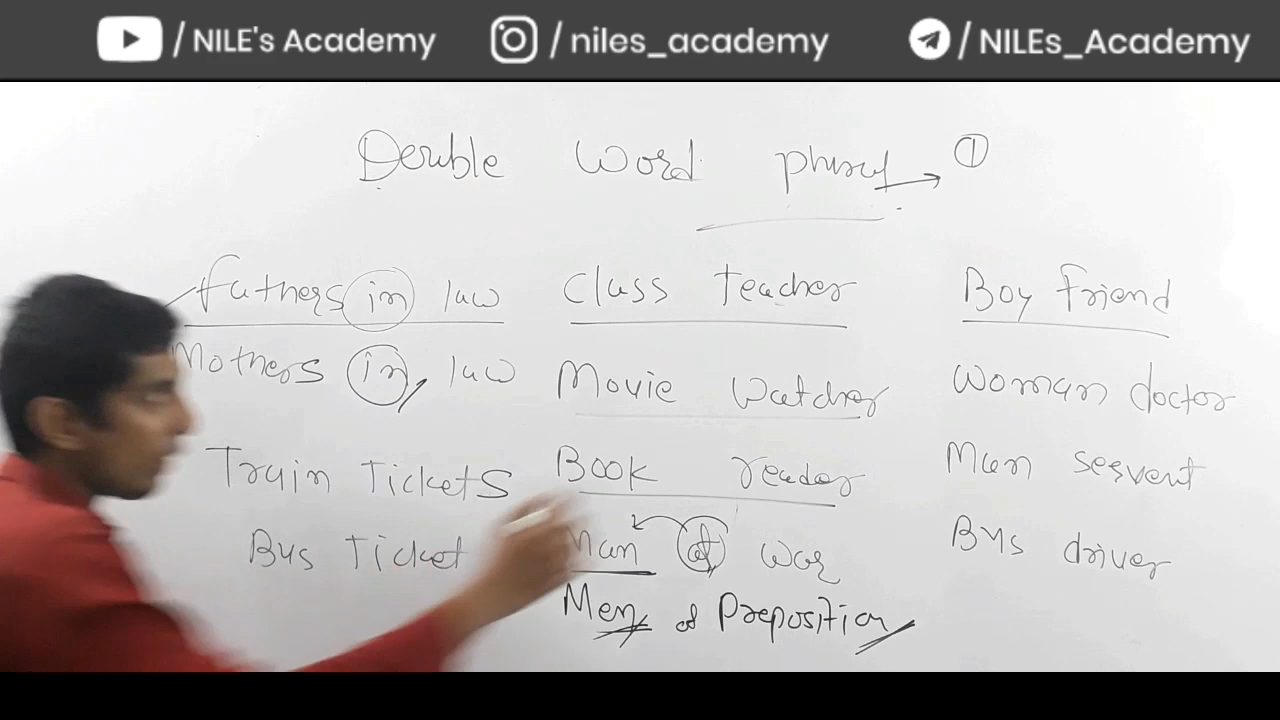 / NILE's Academy / niles_academy / NILEs_Academy
Double Word phrase → ①
Fathers in law Class teacher Boy friend
Mothers in, law Movie Watcher Woman doctor
Train Tickets Book reader Man servent
Bus Ticket Man of War Bus driver
Men of Preposition